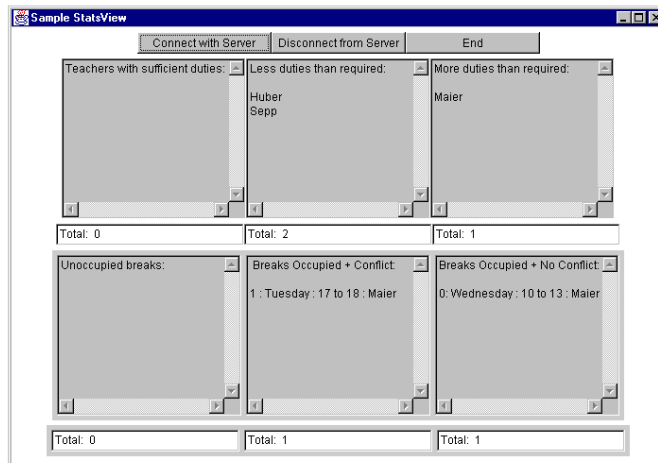 Sample StatsView
Connect with Server Disconnect from Server End
Teachers with sufficient duties:
Less duties than required:
Huber
Sepp
More duties than required:
Maier
Total: 0
Total: 2
Total: 1
Unoccupied breaks:
Breaks Occupied + Conflict:
1 : Tuesday : 17 to 18 : Maier
Breaks Occupied + No Conflict:
0: Wednesday : 10 to 13 : Maier
Total: 0
Total: 1
Total: 1